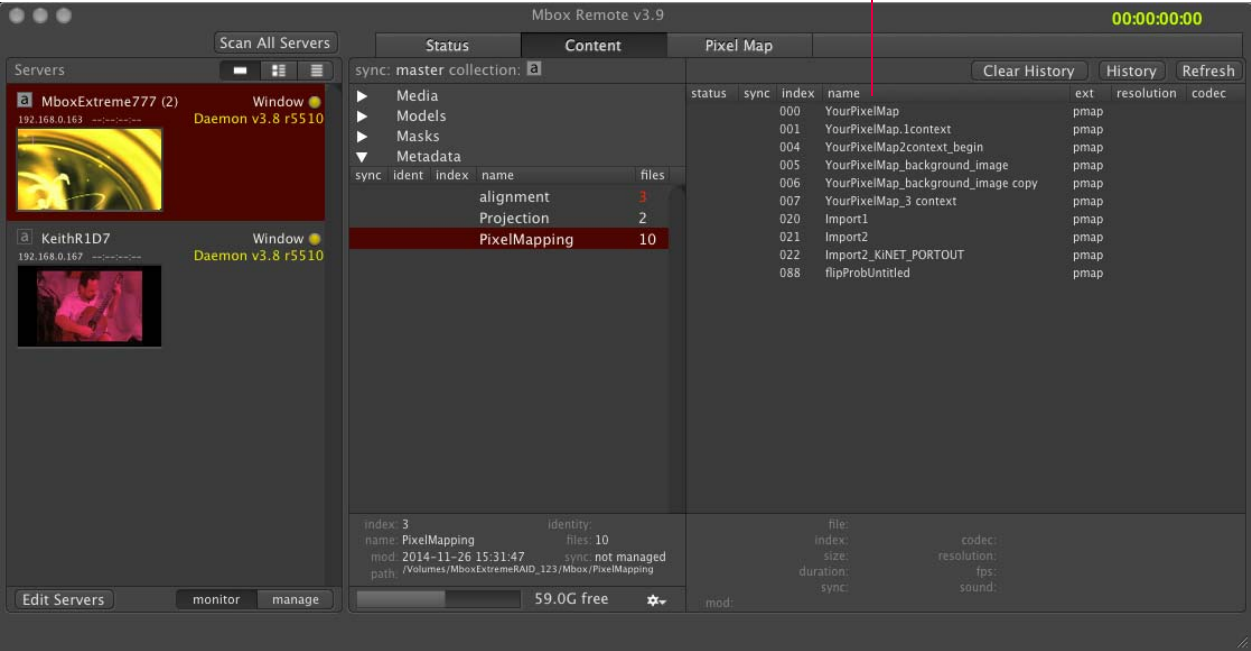 Mbox Remote v3.9
00:00:00:00
Scan All Servers
Status Content Pixel Map
Servers
sync: master collection: a
Clear History History Refresh
a MboxExtreme777 (2) Window
192.168.0.163 --:--:--:-- Daemon v3.8 r5510
a KeithR1D7 Window
192.168.0.167 --:--:--:-- Daemon v3.8 r5510
Media
Models
Masks
Metadata
sync ident index name files
alignment 3
Projection 2
PixelMapping 10
status sync index name ext resolution codec
000 YourPixelMap pmap
001 YourPixelMap.1context pmap
004 YourPixelMap2context_begin pmap
005 YourPixelMap_background_image pmap
006 YourPixelMap_background_image copy pmap
007 YourPixelMap_3 context pmap
020 Import1 pmap
021 Import2 pmap
022 Import2_KiNET_PORTOUT pmap
088 flipProbUntitled pmap
index: 3 identity:
name: PixelMapping files: 10
mod: 2014-11-26 15:31:47 sync: not managed
path: /Volumes/MboxExtremeRAID_123/Mbox/PixelMapping
file:
index: codec:
size: resolution:
duration: fps:
sync: sound:
mod:
Edit Servers monitor manage
59.0G free